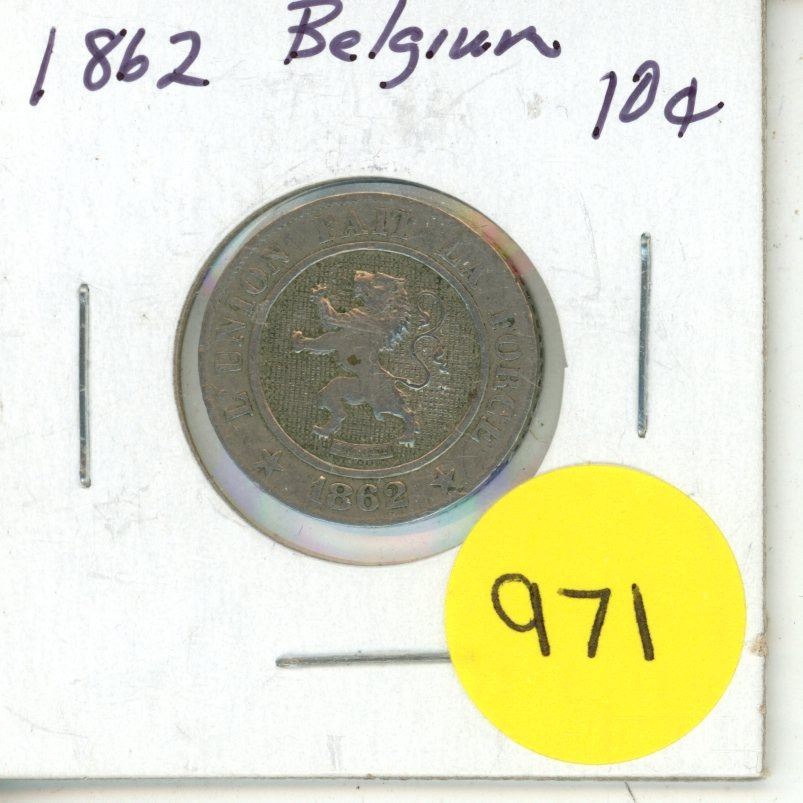 1862 Belgium 10¢
L'UNION FAIT LA FORCE
1862
971